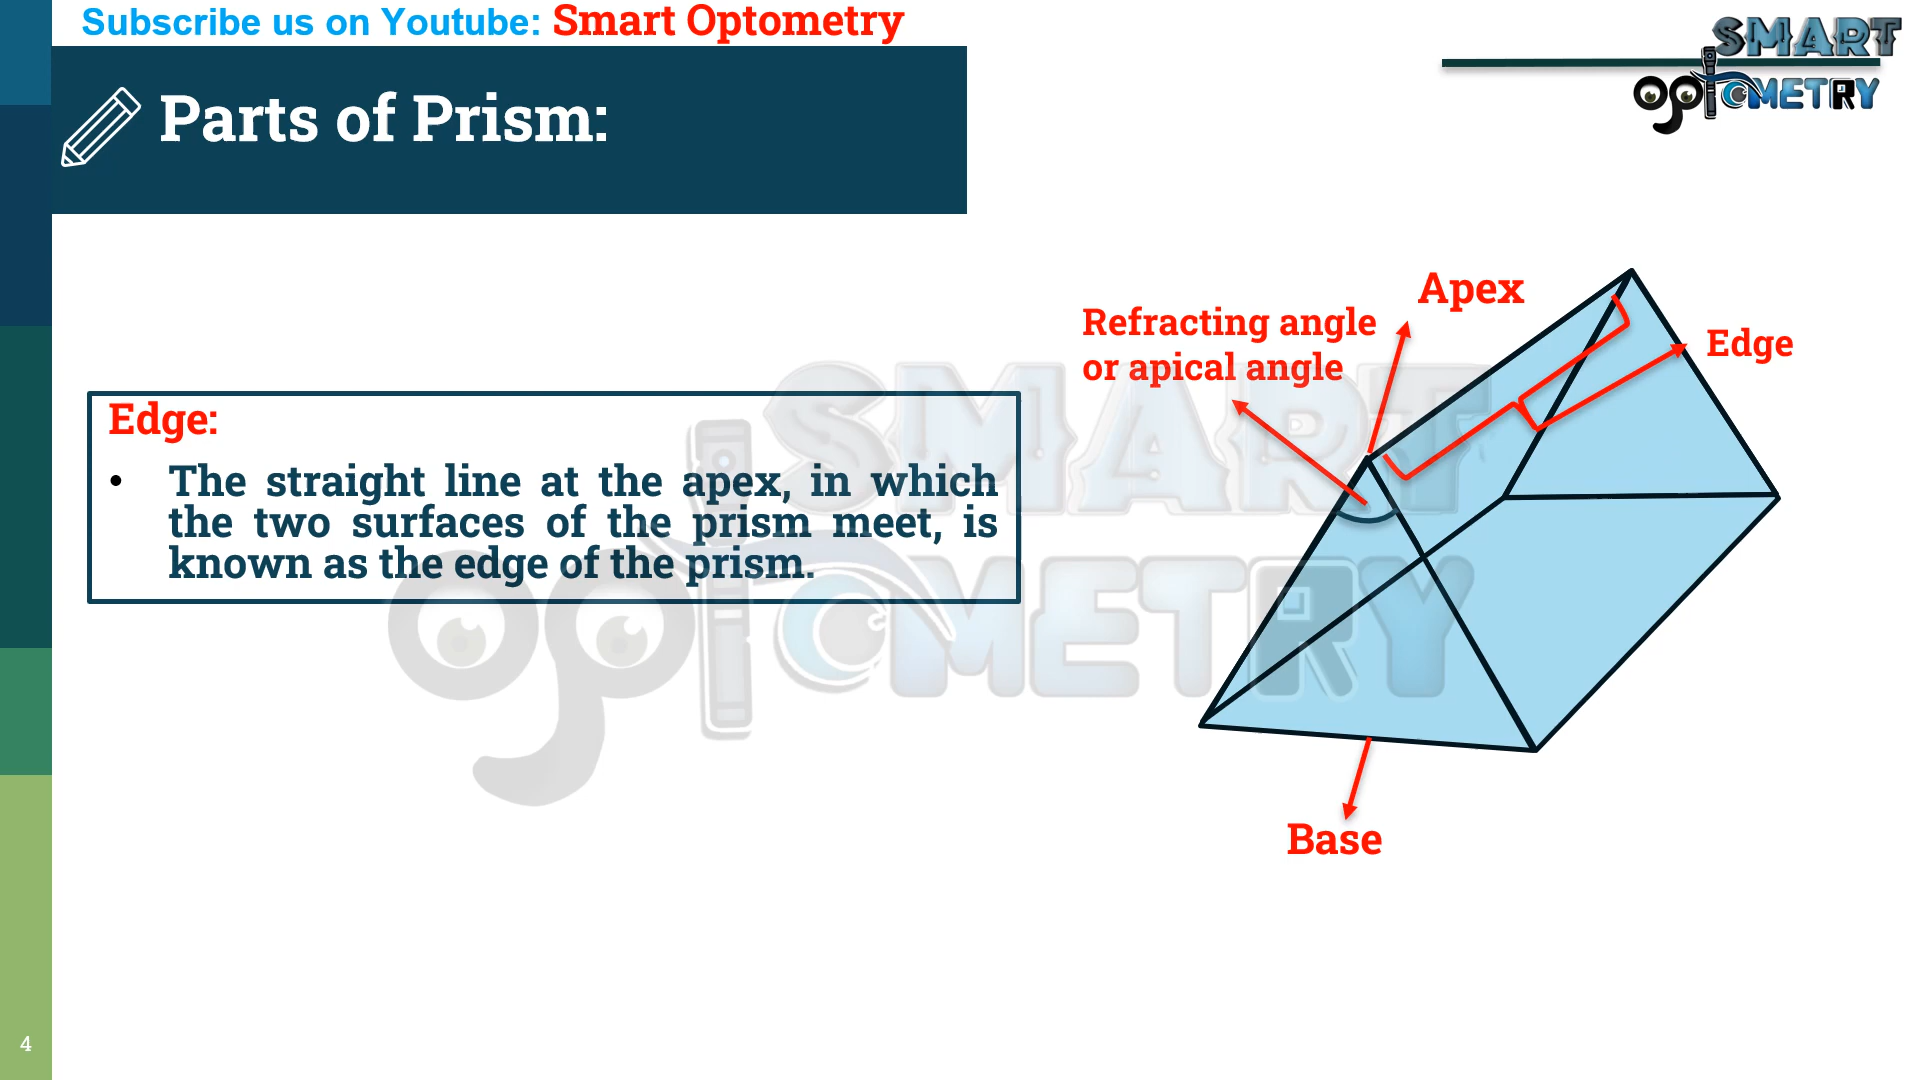 Subscribe us on Youtube: Smart Optometry
SMART
optOMETRY
Parts of Prism:
Apex
Refracting angle
or apical angle
Edge
Edge:
• The straight line at the apex, in which
the two surfaces of the prism meet, is
known as the edge of the prism.
SMART
optOMETRY
Base
4